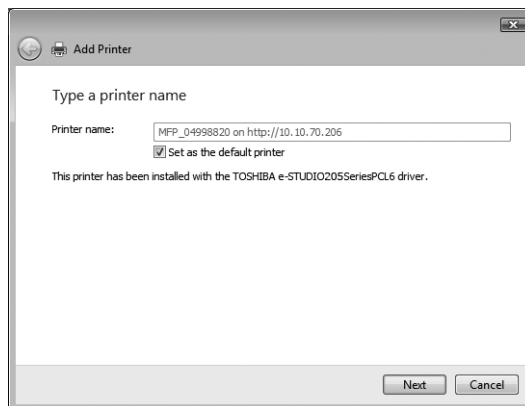 Add Printer
Type a printer name
Printer name:
MFP_04998820 on http://10.10.70.206
Set as the default printer
This printer has been installed with the TOSHIBA e-STUDIO205SeriesPCL6 driver.
Next
Cancel